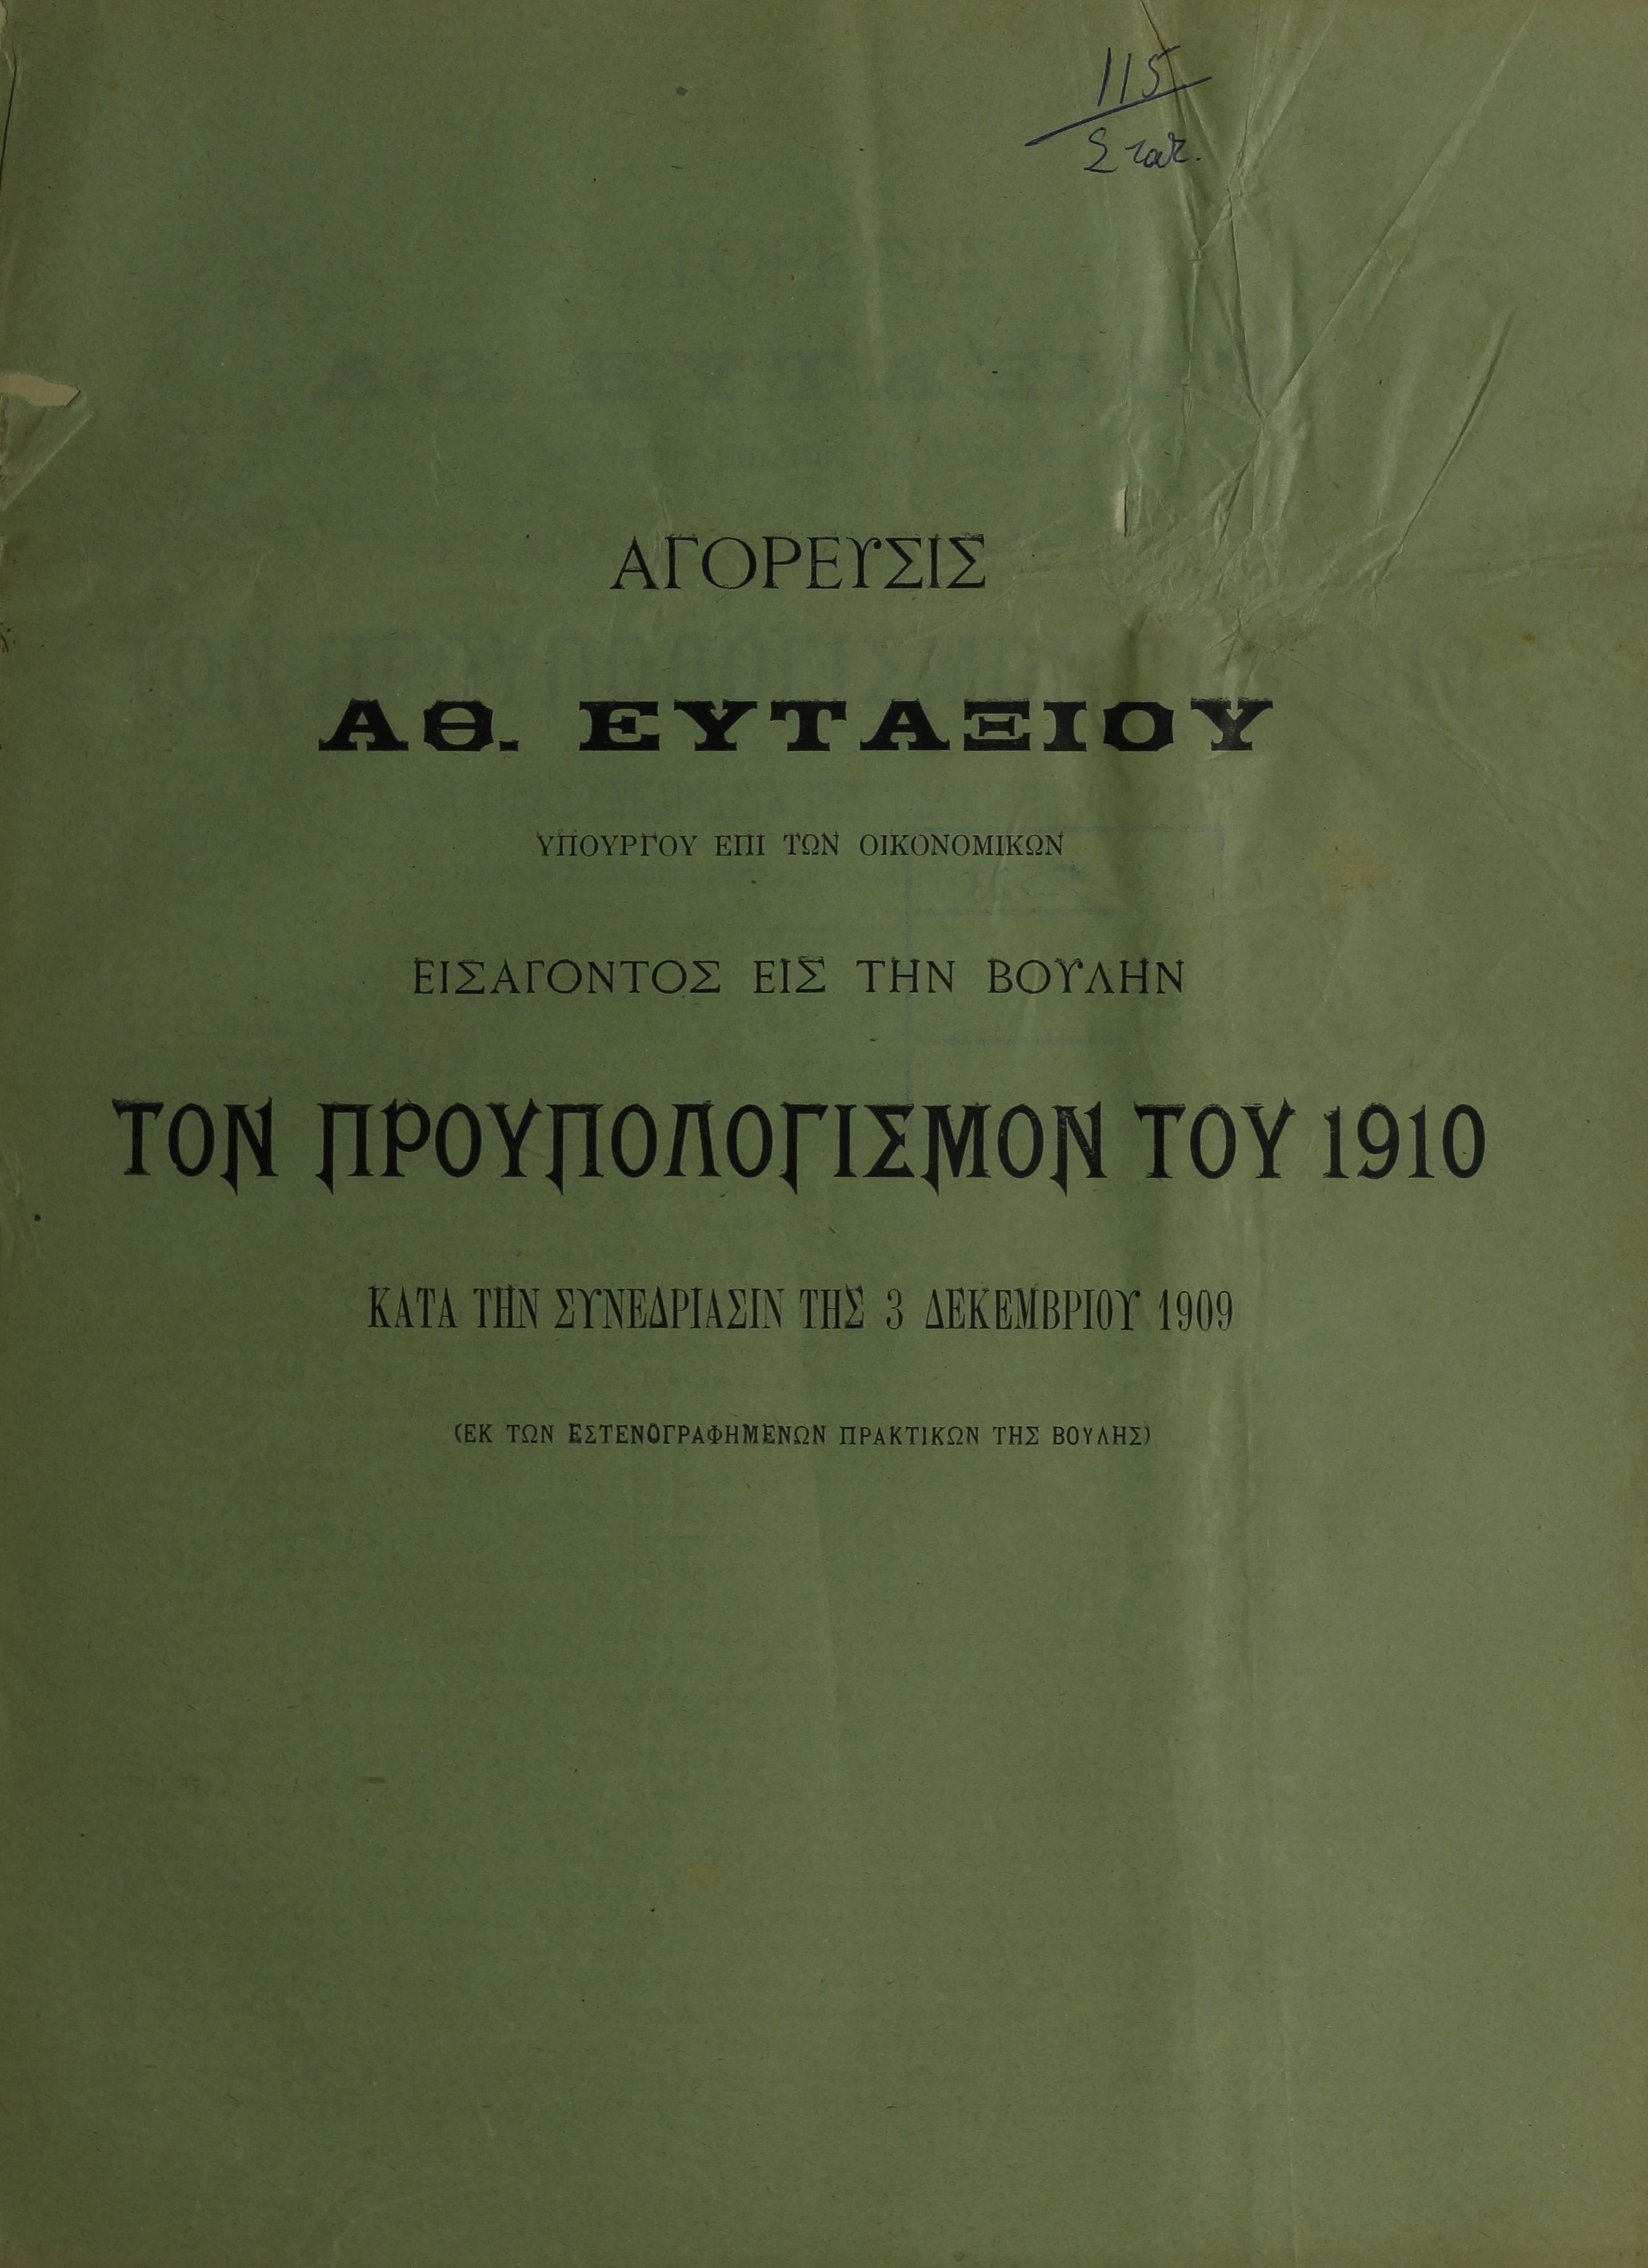 115
Στατ.
ΑΓΟΡΕΥΣΙΣ
ΑΘ. ΕΥΤΑΞΙΟΥ
ΥΠΟΥΡΓΟΥ ΕΠΙ ΤΩΝ ΟΙΚΟΝΟΜΙΚΩΝ
ΕΙΣΑΓΟΝΤΟΣ ΕΙΣ ΤΗΝ ΒΟΥΛΗΝ
ΤΟΝ ΠΡΟΥΠΟΛΟΓΙΣΜΟΝ ΤΟΥ 1910
ΚΑΤΑ ΤΗΝ ΣΥΝΕΔΡΙΑΣΙΝ ΤΗΣ 3 ΔΕΚΕΜΒΡΙΟΥ 1909
(ΕΚ ΤΩΝ ΕΣΤΕΝΟΓΡΑΦΗΜΕΝΩΝ ΠΡΑΚΤΙΚΩΝ ΤΗΣ ΒΟΥΛΗΣ)